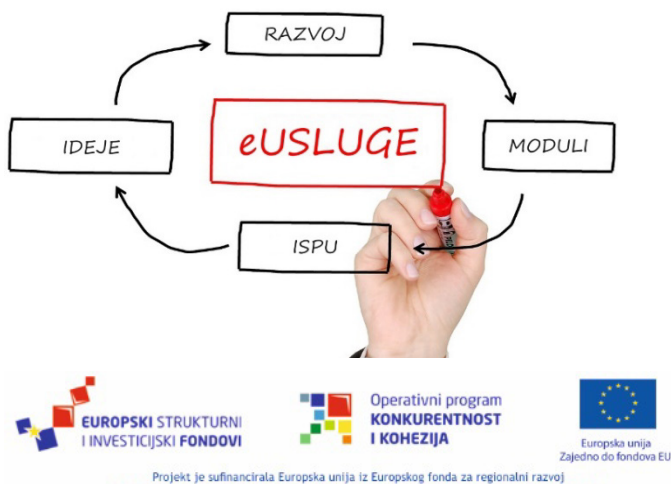 RAZVOJ
IDEJE
eUSLUGE
MODULI
ISPU
EUROPSKI STRUKTURNI
I INVESTICIJSKI FONDOVI
Operativni program
KONKURENTNOST
I KOHEZIJA
Europska unija
Zajedno do fondova EU
Projekt je sufinancirala Europska unija iz Europskog fonda za regionalni razvoj